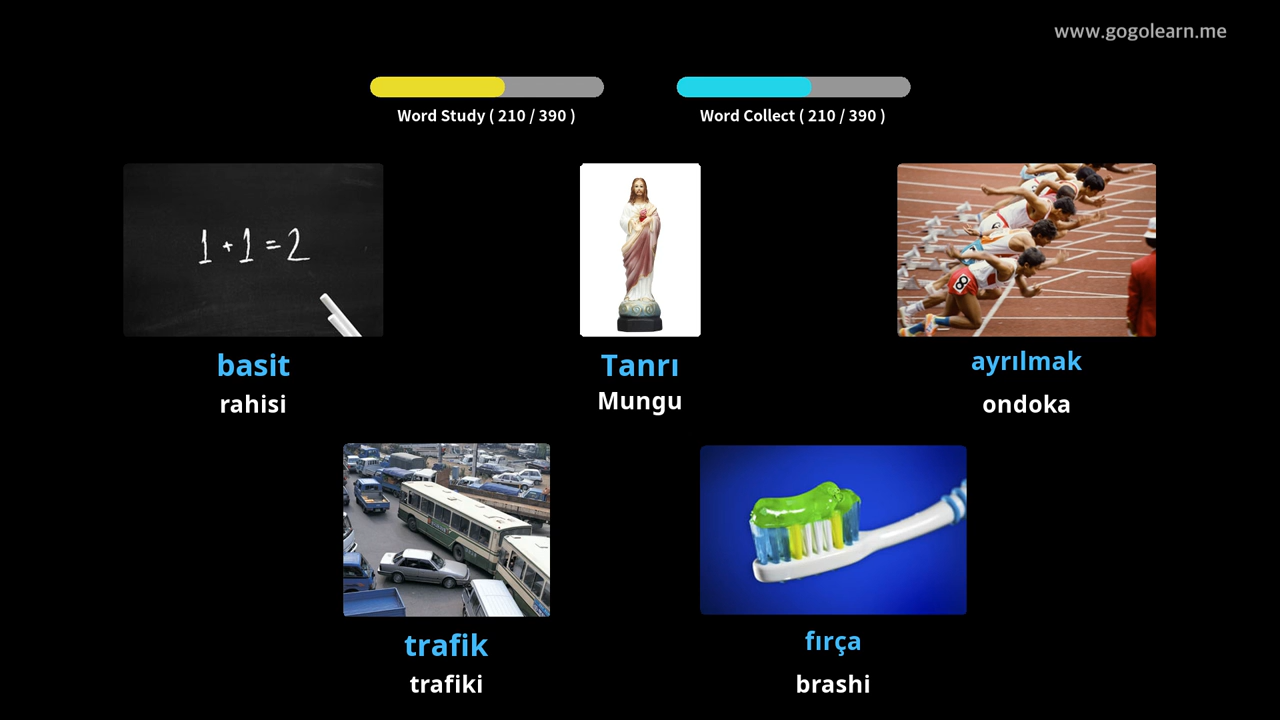 www.gogolearn.me
Word Study ( 210 / 390 )
Word Collect ( 210 / 390 )
1 + 1 = 2
basit
rahisi
Tanrı
Mungu
8
ayrılmak
ondoka
trafik
trafiki
fırça
brashi